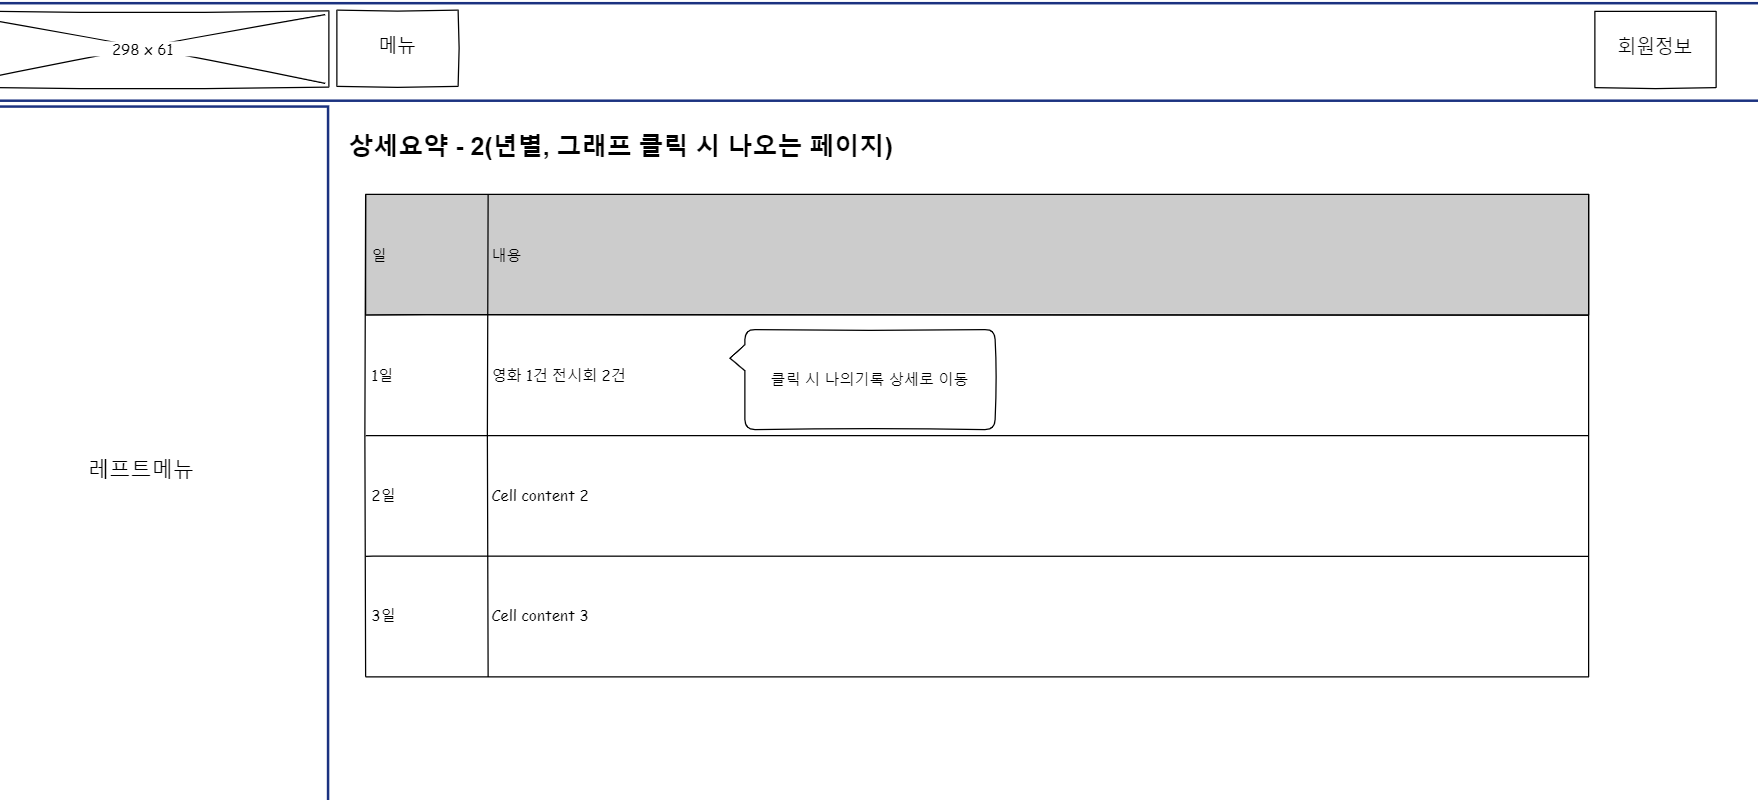 298 x 61
메뉴
회원정보
레프트메뉴
상세요약 - 2(년별, 그래프 클릭 시 나오는 페이지)
일
내용
1일
영화 1건 전시회 2건
클릭 시 나의기록 상세로 이동
2일
Cell content 2
3일
Cell content 3